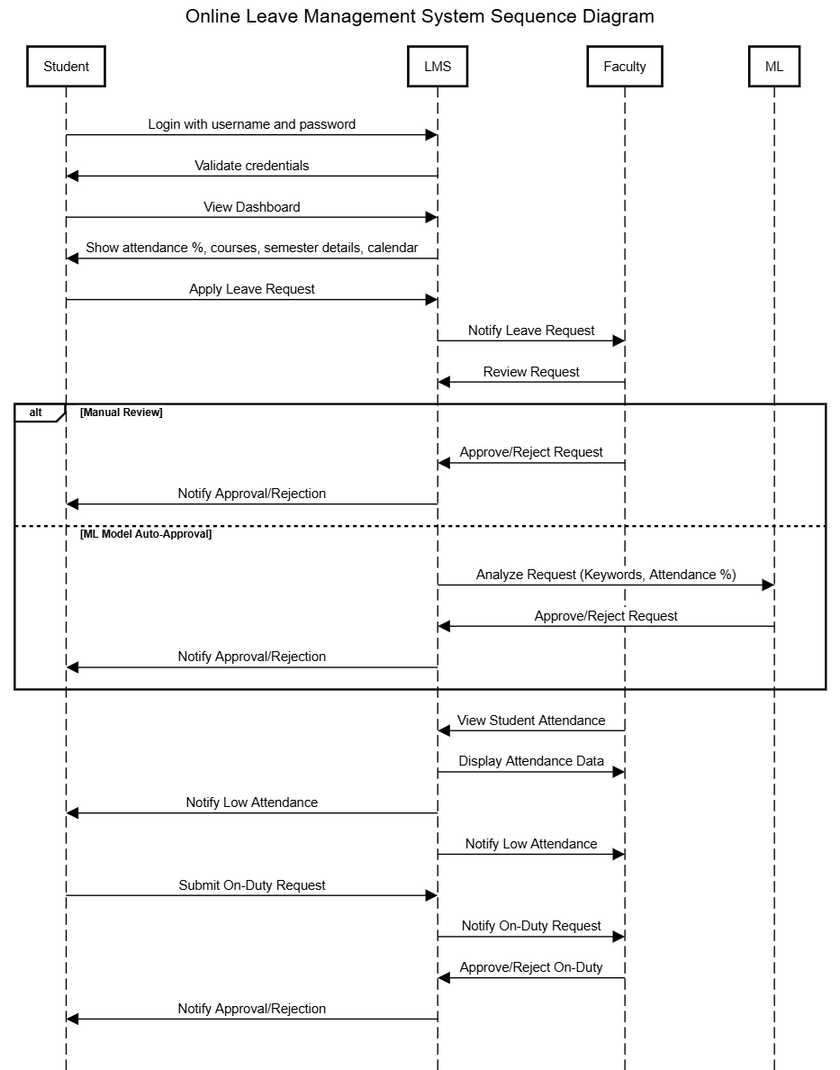 Online Leave Management System Sequence Diagram
Student
LMS
Faculty
ML
Login with username and password
Validate credentials
View Dashboard
Show attendance %, courses, semester details, calendar
Apply Leave Request
Notify Leave Request
Review Request
alt
[Manual Review]
Approve/Reject Request
Notify Approval/Rejection
[ML Model Auto-Approval]
Analyze Request (Keywords, Attendance %)
Approve/Reject Request
Notify Approval/Rejection
View Student Attendance
Display Attendance Data
Notify Low Attendance
Notify Low Attendance
Submit On-Duty Request
Notify On-Duty Request
Approve/Reject On-Duty
Notify Approval/Rejection